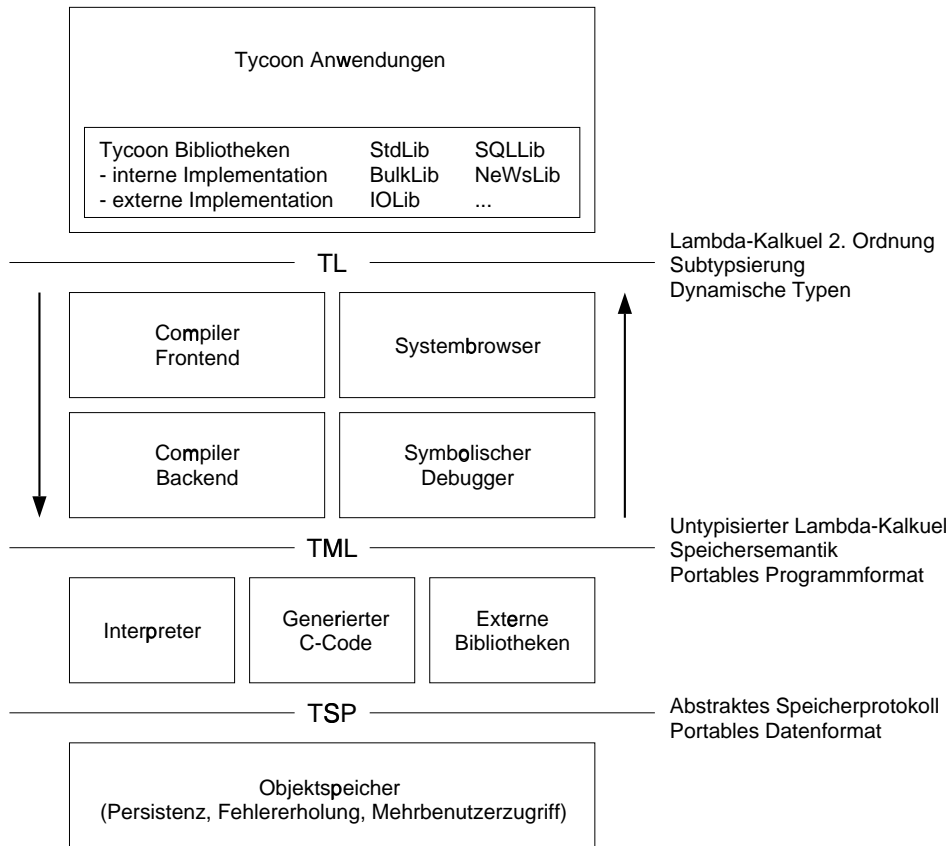 Tycoon Anwendungen
Tycoon Bibliotheken StdLib SQLLib
- interne Implementation BulkLib NeWsLib
- externe Implementation IOLib ...
TL
Lambda-Kalkuel 2. Ordnung
Subtypsierung
Dynamische Typen
Compiler
Frontend
Systembrowser
Compiler
Backend
Symbolischer
Debugger
TML
Untypisierter Lambda-Kalkuel
Speichersemantik
Portables Programmformat
Interpreter
Generierter
C-Code
Externe
Bibliotheken
TSP
Abstraktes Speicherprotokoll
Portables Datenformat
Objektspeicher
(Persistenz, Fehlererholung, Mehrbenutzerzugriff)